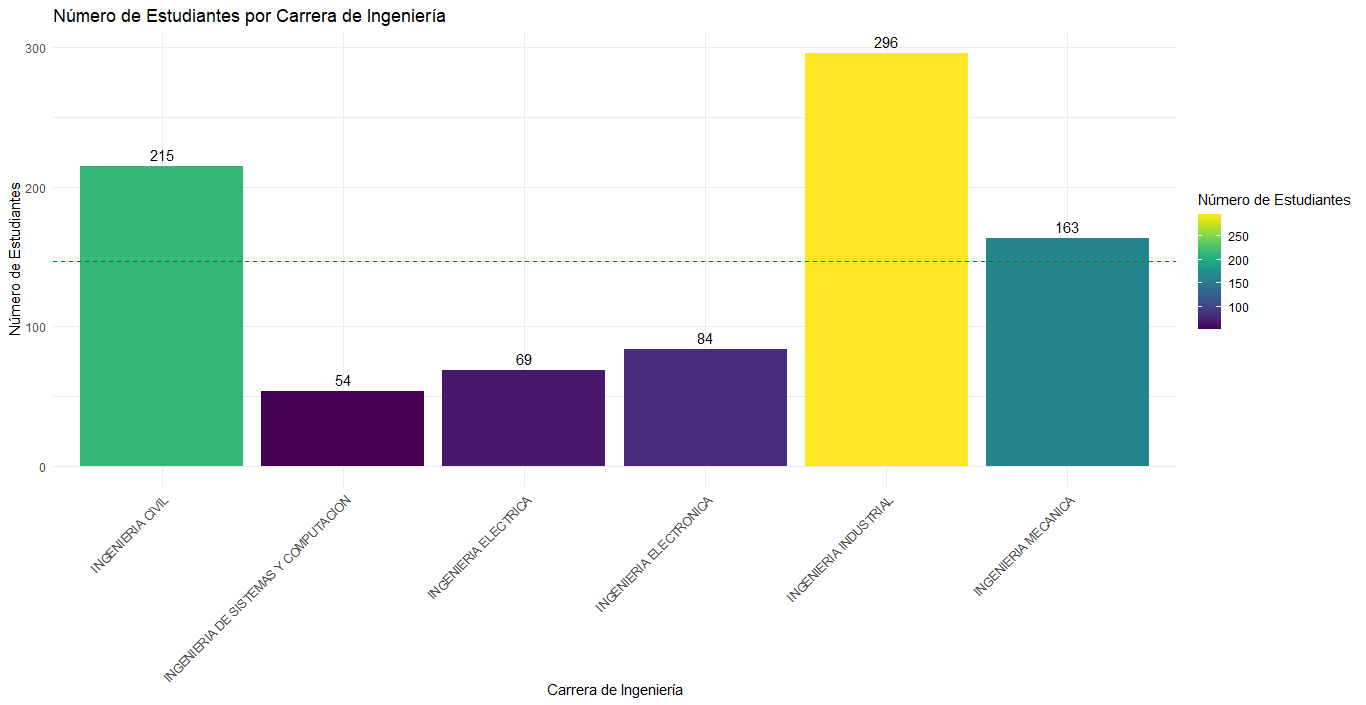 Número de Estudiantes por Carrera de Ingeniería
Número de Estudiantes
300
200
100
0
215
54
69
84
296
163
INGENIERIA CIVIL
INGENIERIA DE SISTEMAS Y COMPUTACION
INGENIERIA ELECTRICA
INGENIERIA ELECTRONICA
INGENIERIA INDUSTRIAL
INGENIERIA MECANICA
Carrera de Ingeniería
Número de Estudiantes
250
200
150
100